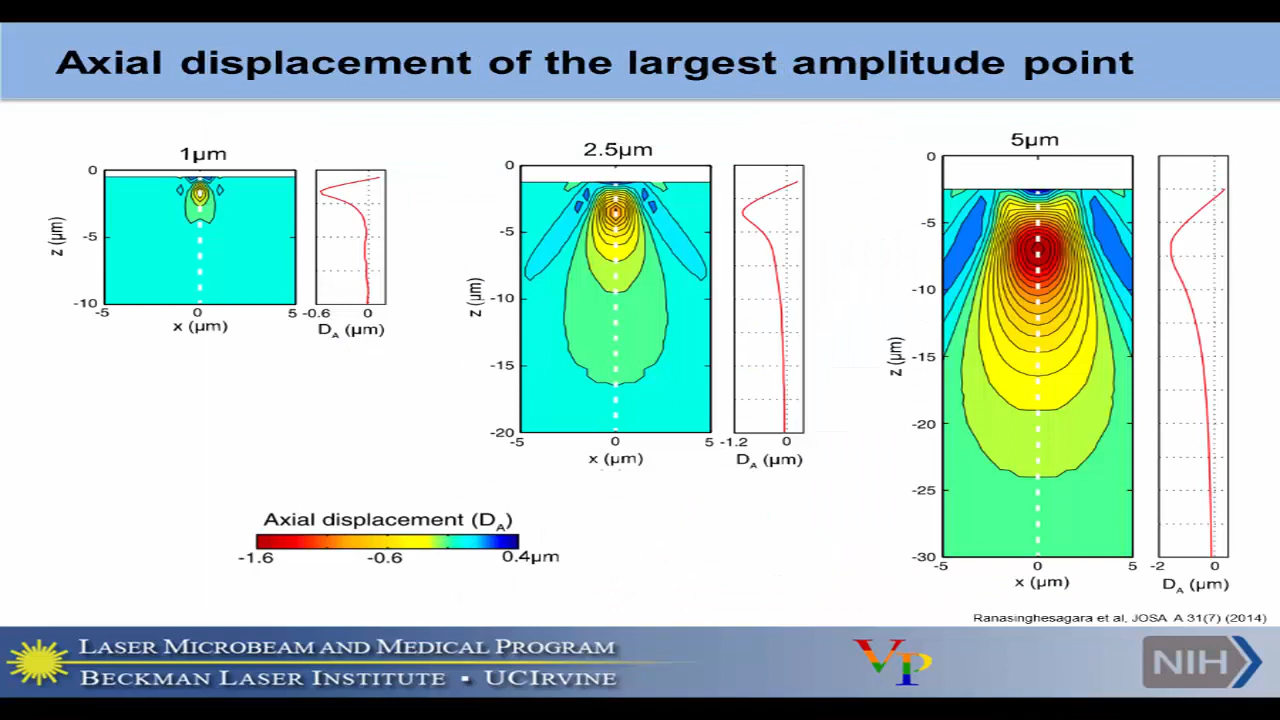 Axial displacement of the largest amplitude point
1µm
0
-5
-10
z (µm)
-5
5
x (µm)
-0.6
0
D_A (µm)
2.5µm
0
-5
-10
-15
-20
z (µm)
-5
0
5
x (µm)
-1.2
0
D_A (µm)
5µm
0
-5
-10
-15
-20
-25
-30
z (µm)
-5
0
5
x (µm)
-2
0
D_A (µm)
Axial displacement (D_A)
-1.6
-0.6
0.4µm
Ranasinghesagara et al, JOSA A 31(7) (2014)
LASER MICROBEAM AND MEDICAL PROGRAM
BECKMAN LASER INSTITUTE ▪ UCIRVINE
VP
NIH